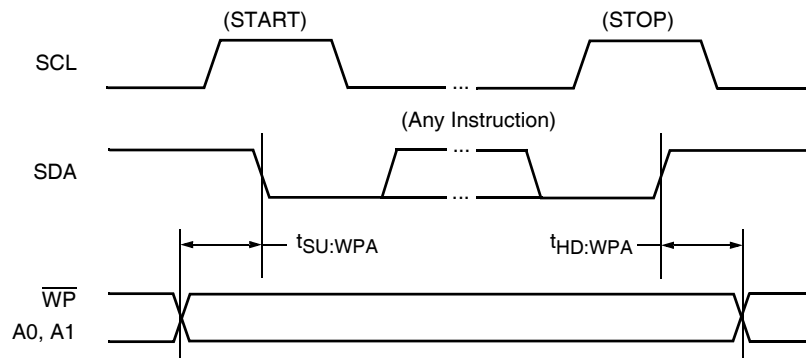 (START) (STOP)
SCL
...
(Any Instruction)
SDA
...
...
tSU:WPA tHD:WPA
WP
A0, A1